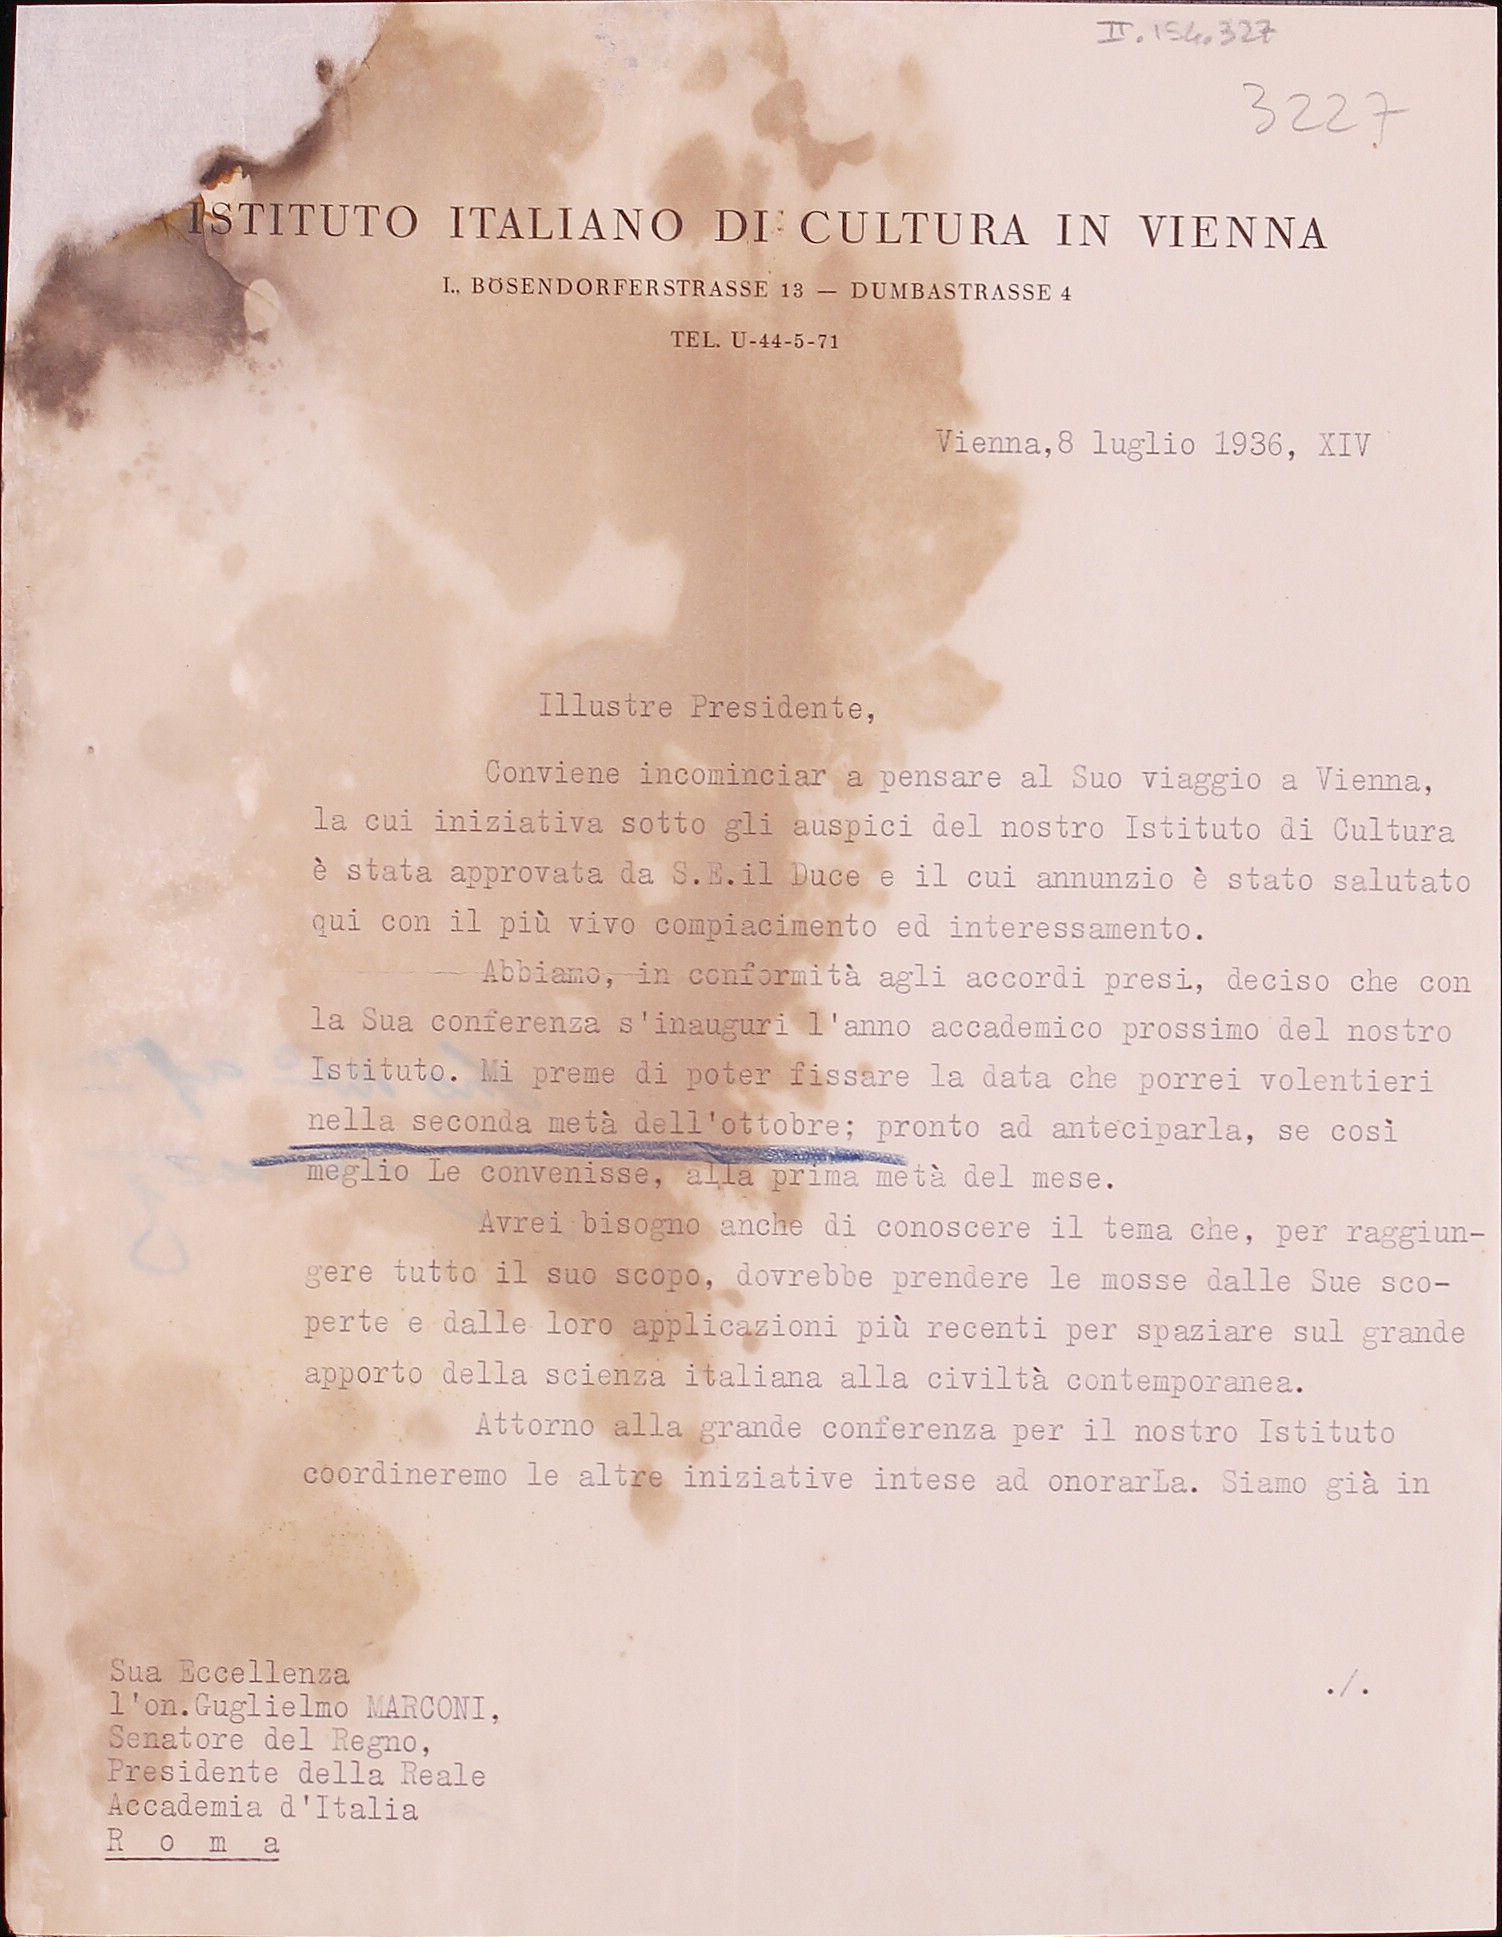 II.154.327
3227
ISTITUTO ITALIANO DI CULTURA IN VIENNA
I., BÖSENDORFERSTRASSE 13 — DUMBASTRASSE 4
TEL. U-44-5-71
Vienna,8 luglio 1936, XIV
Illustre Presidente,
Conviene incominciar a pensare al Suo viaggio a Vienna,
la cui iniziativa sotto gli auspici del nostro Istituto di Cultura
è stata approvata da S.E.il Duce e il cui annunzio è stato salutato
qui con il più vivo compiacimento ed interessamento.
Abbiamo, in conformità agli accordi presi, deciso che con
la Sua conferenza s'inauguri l'anno accademico prossimo del nostro
Istituto. Mi preme di poter fissare la data che porrei volentieri
nella seconda metà dell'ottobre; pronto ad anteciparla, se così
meglio Le convenisse, alla prima metà del mese.
Avrei bisogno anche di conoscere il tema che, per raggiun-
gere tutto il suo scopo, dovrebbe prendere le mosse dalle Sue sco-
perte e dalle loro applicazioni più recenti per spaziare sul grande
apporto della scienza italiana alla civiltà contemporanea.
Attorno alla grande conferenza per il nostro Istituto
coordineremo le altre iniziative intese ad onorarLa. Siamo già in
./.
Sua Eccellenza
l'on.Guglielmo MARCONI,
Senatore del Regno,
Presidente della Reale
Accademia d'Italia
R o m a